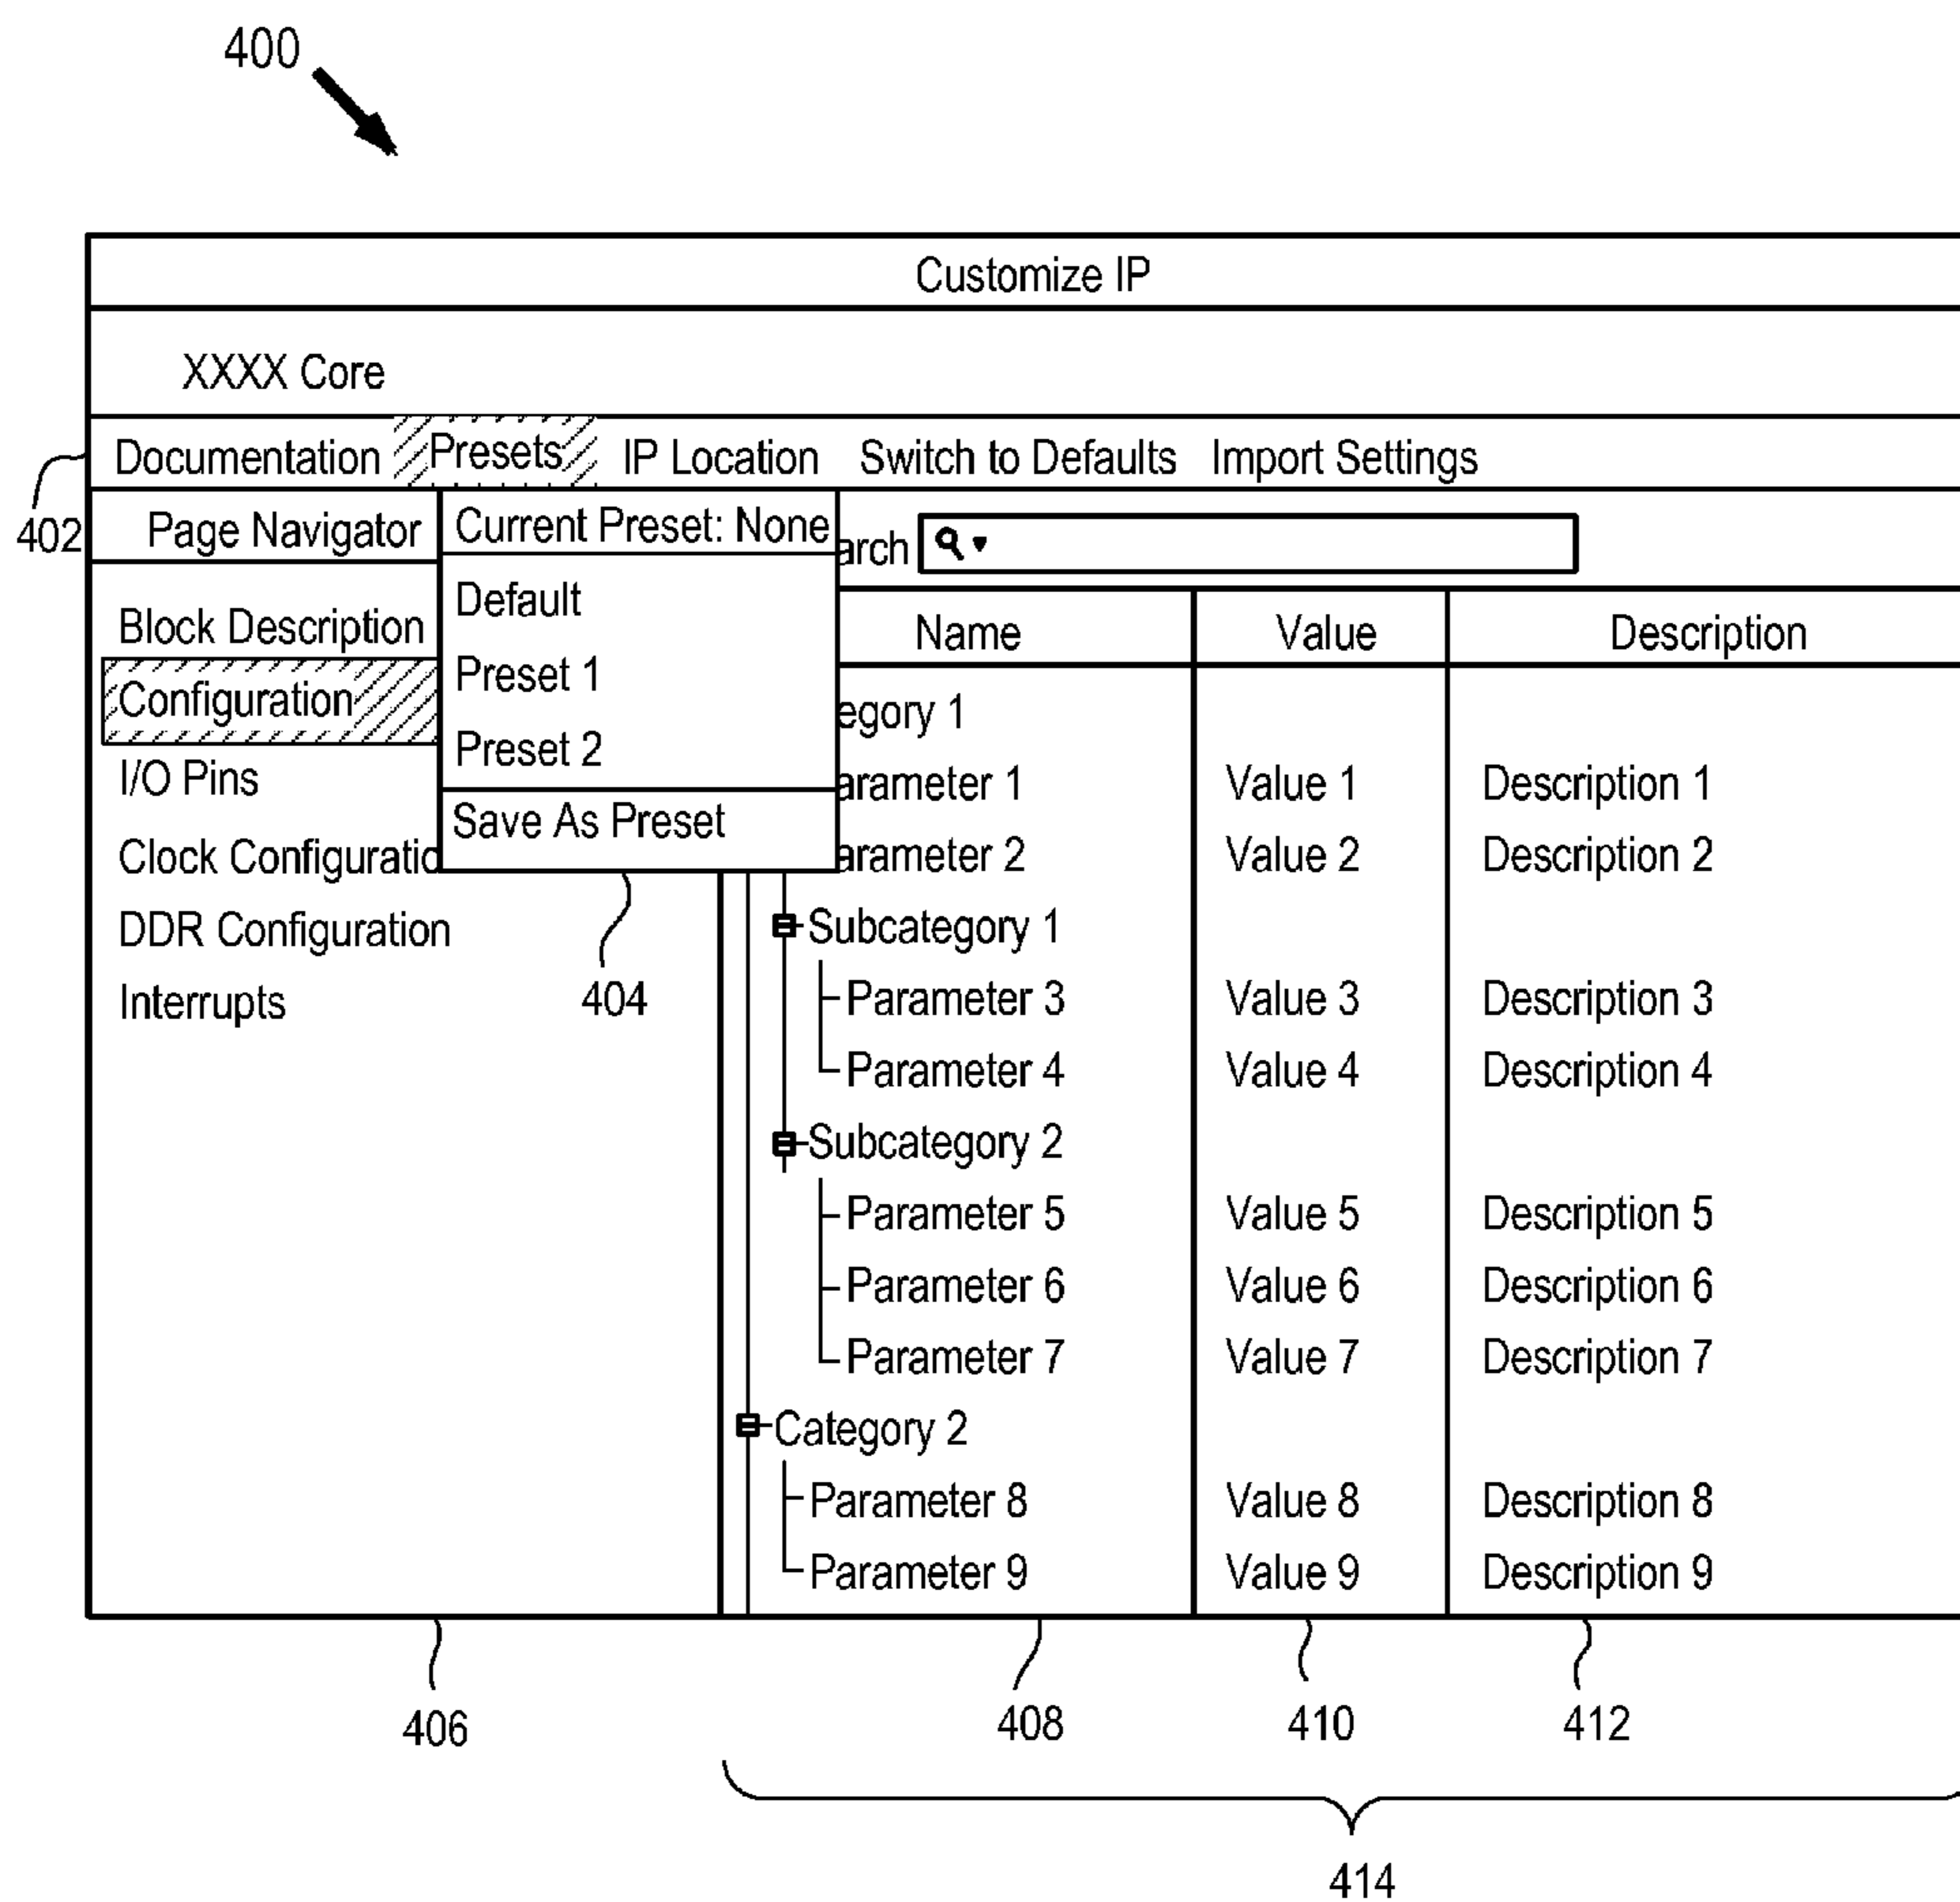 400
Customize IP
XXXX Core
Documentation Presets IP Location Switch to Defaults Import Settings
402
Page Navigator
Current Preset: None
arch
Block Description
Default
Name Value Description
Configuration
Preset 1
egory 1
I/O Pins
Preset 2
arameter 1 Value 1 Description 1
Clock Configuratio
Save As Preset
arameter 2 Value 2 Description 2
DDR Configuration
Subcategory 1
Interrupts
404
Parameter 3 Value 3 Description 3
Parameter 4 Value 4 Description 4
Subcategory 2
Parameter 5 Value 5 Description 5
Parameter 6 Value 6 Description 6
Parameter 7 Value 7 Description 7
Category 2
Parameter 8 Value 8 Description 8
Parameter 9 Value 9 Description 9
406 408 410 412
414